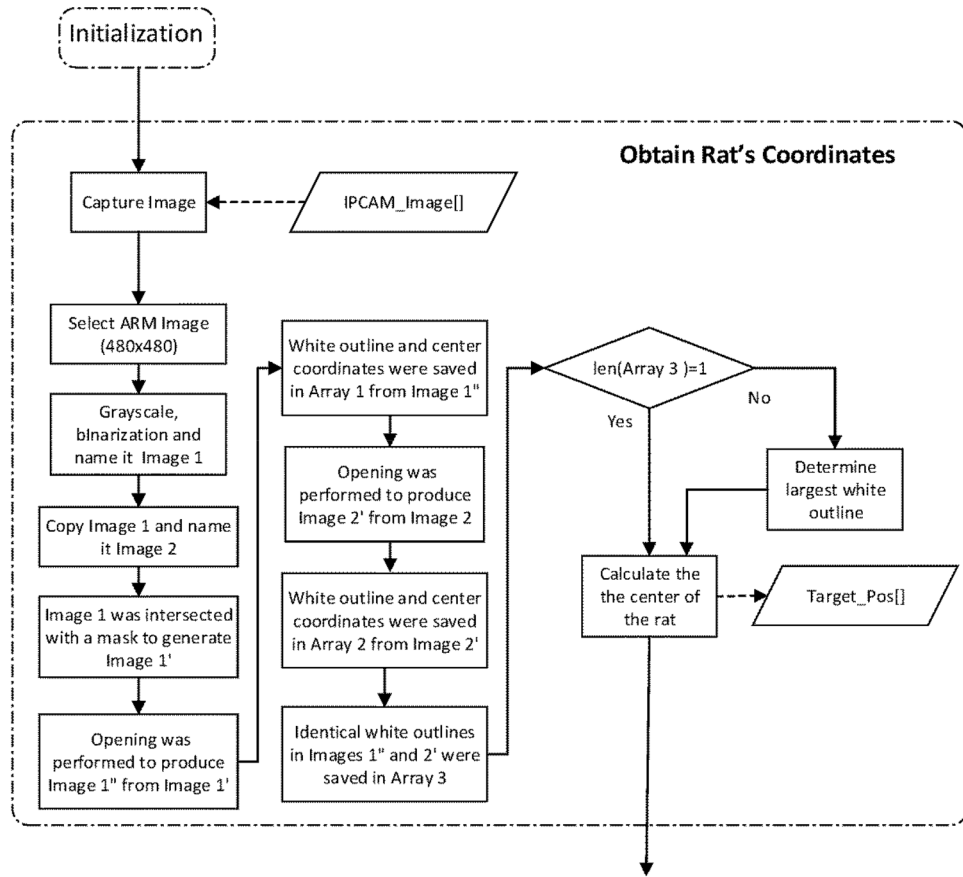 Initialization
Obtain Rat's Coordinates
Capture Image
IPCAM_Image[]
Select ARM Image
(480x480)
Grayscale,
bInarization and
name it Image 1
Copy Image 1 and name
it Image 2
Image 1 was intersected
with a mask to generate
Image 1'
Opening was
performed to produce
Image 1" from Image 1'
White outline and center
coordinates were saved
in Array 1 from Image 1"
Opening was
performed to produce
Image 2' from Image 2
White outline and center
coordinates were saved
in Array 2 from Image 2'
Identical white outlines
in Images 1" and 2' were
saved in Array 3
len(Array 3 )=1
Yes
No
Determine
largest white
outline
Calculate the
the center of
the rat
Target_Pos[]